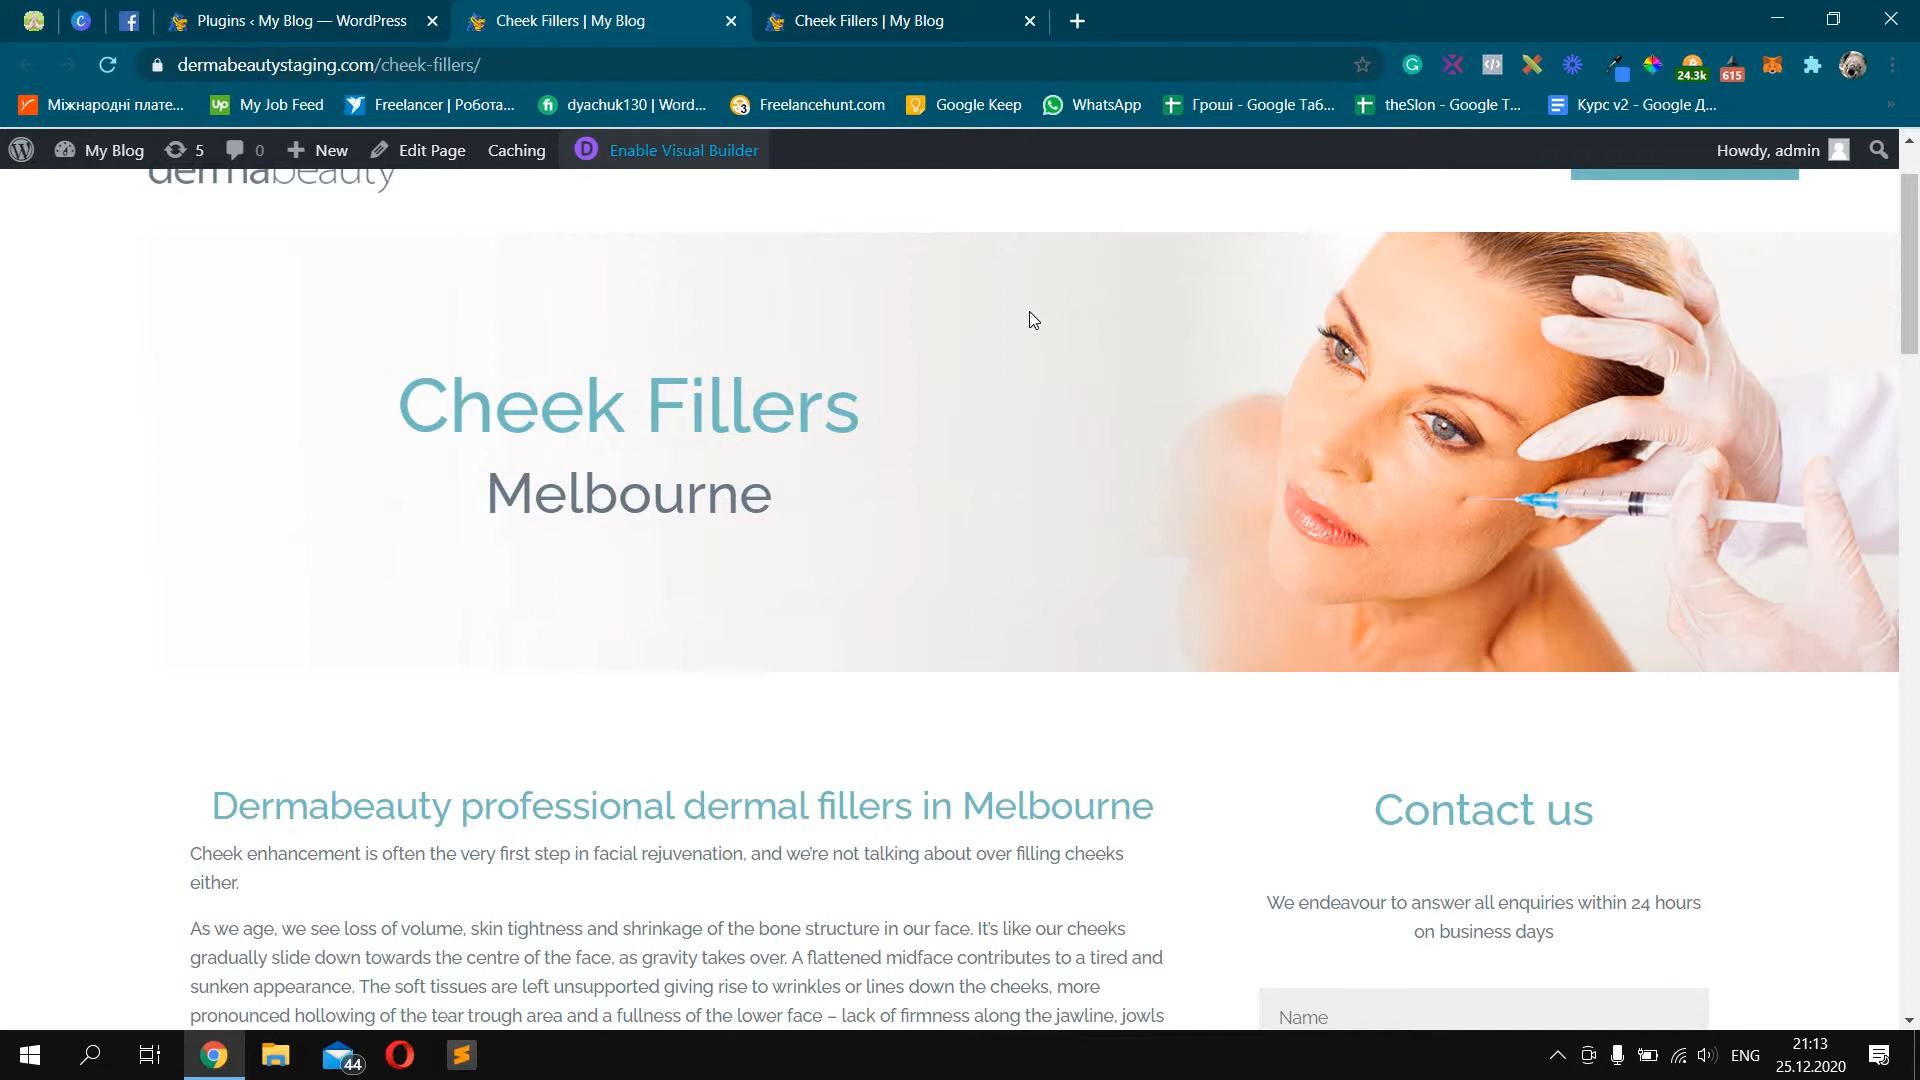 Plugins ‹ My Blog — WordPress
Cheek Fillers | My Blog
Cheek Fillers | My Blog
dermabeautystaging.com/cheek-fillers/
24.3k
615
Міжнародні плате...
My Job Feed
Freelancer | Робота...
dyachuk130 | Word...
Freelancehunt.com
Google Keep
WhatsApp
Гроші - Google Таб...
theSlon - Google T...
Курс v2 - Google Д...
My Blog
5
0
New
Edit Page
Caching
Enable Visual Builder
Howdy, admin
dermabeauty
Cheek Fillers
Melbourne
Dermabeauty professional dermal fillers in Melbourne
Cheek enhancement is often the very first step in facial rejuvenation, and we’re not talking about over filling cheeks
either.
As we age, we see loss of volume, skin tightness and shrinkage of the bone structure in our face. It’s like our cheeks
gradually slide down towards the centre of the face, as gravity takes over. A flattened midface contributes to a tired and
sunken appearance. The soft tissues are left unsupported giving rise to wrinkles or lines down the cheeks, more
pronounced hollowing of the tear trough area and a fullness of the lower face – lack of firmness along the jawline, jowls
Contact us
We endeavour to answer all enquiries within 24 hours
on business days
Name
44
ENG
21:13
25.12.2020